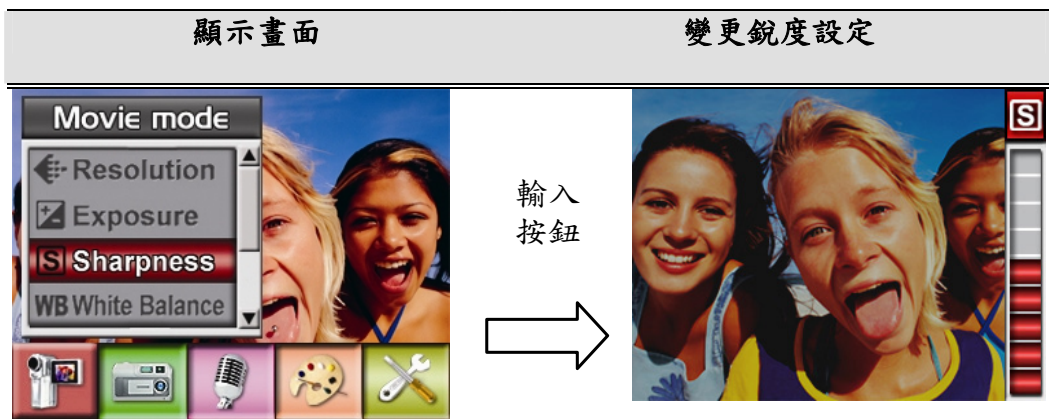 顯示畫面
變更銳度設定
Movie mode
Resolution
Exposure
S Sharpness
WB White Balance
輸入
按鈕
S